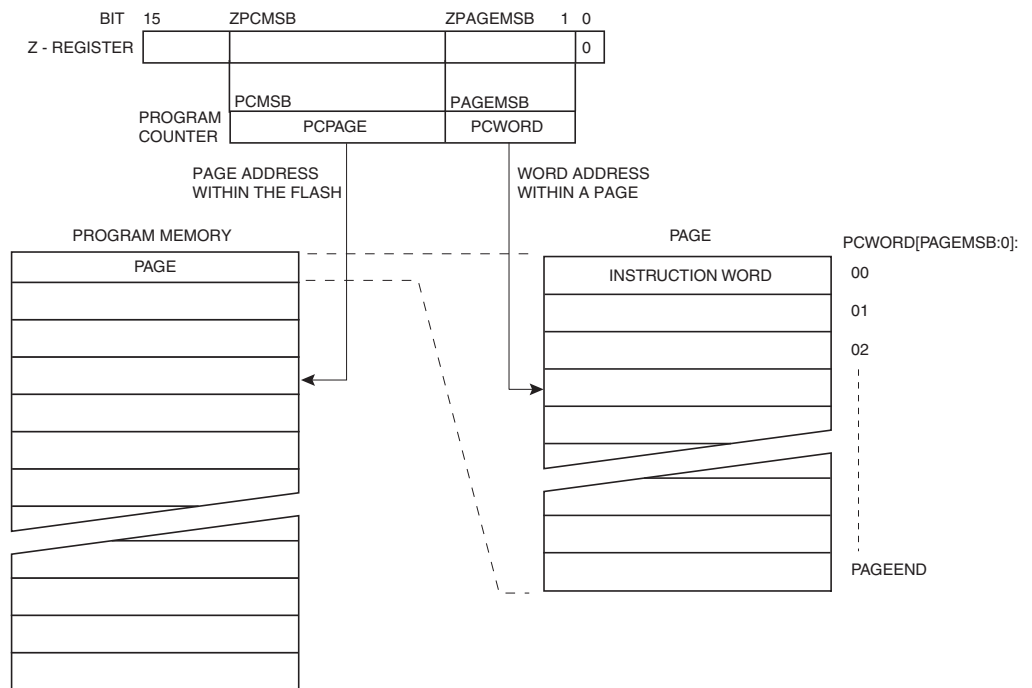 BIT 15 ZPCMSB ZPAGEMSB 1 0
Z - REGISTER 0
PCMSB PAGEMSB
PROGRAM
COUNTER
PCPAGE PCWORD
PAGE ADDRESS
WITHIN THE FLASH
WORD ADDRESS
WITHIN A PAGE
PROGRAM MEMORY
PAGE
PAGE
PCWORD[PAGEMSB:0]:
INSTRUCTION WORD
00
01
02
PAGEEND